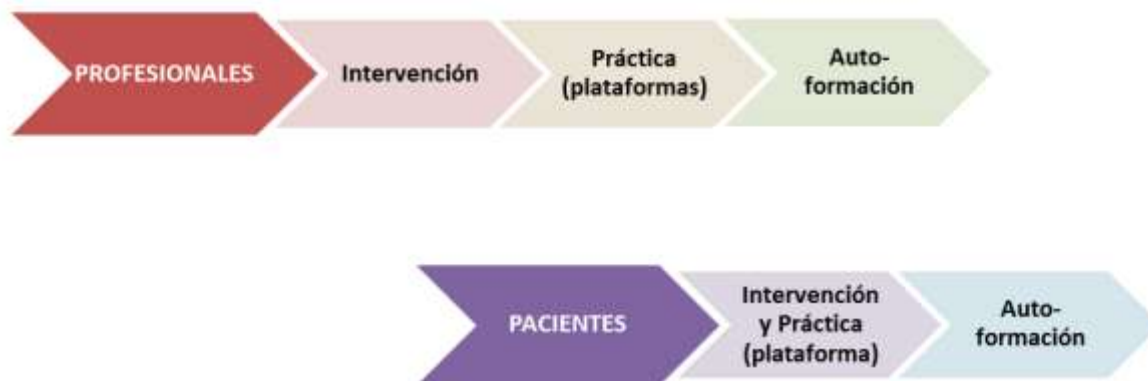 PROFESIONALES
Intervención
Práctica
(plataformas)
Auto-
formación
PACIENTES
Intervención
y Práctica
(plataforma)
Auto-
formación